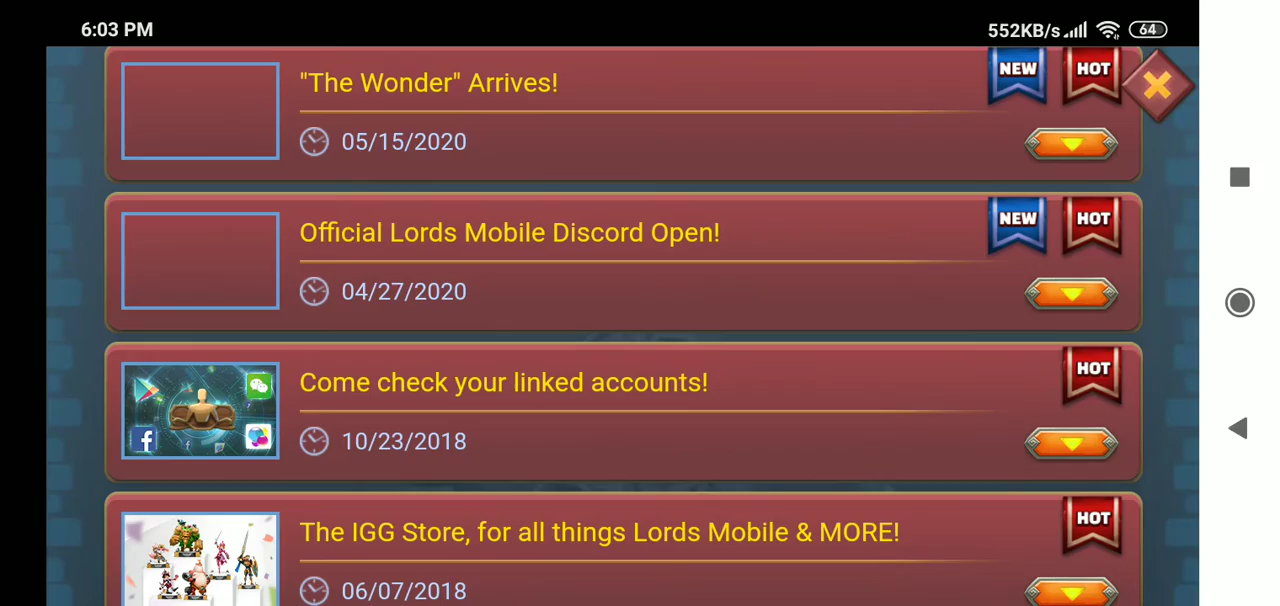 6:03 PM
552KB/s
64
"The Wonder" Arrives!
NEW
HOT
05/15/2020
Official Lords Mobile Discord Open!
NEW
HOT
04/27/2020
Come check your linked accounts!
HOT
10/23/2018
The IGG Store, for all things Lords Mobile & MORE!
HOT
06/07/2018